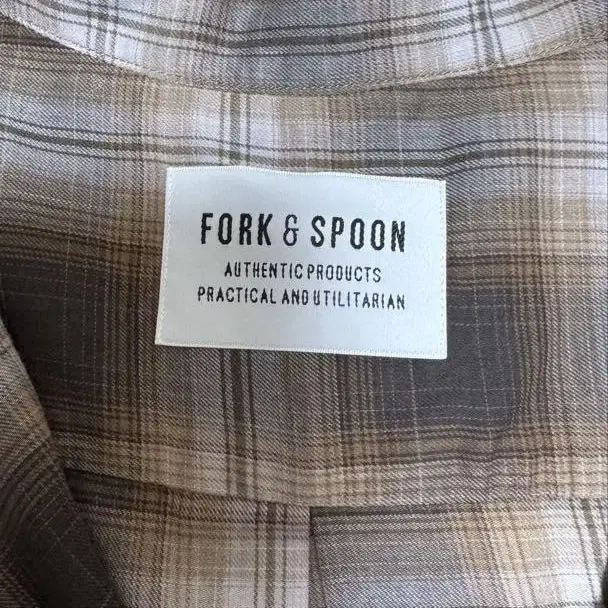 FORK & SPOON
AUTHENTIC PRODUCTS
PRACTICAL AND UTILITARIAN